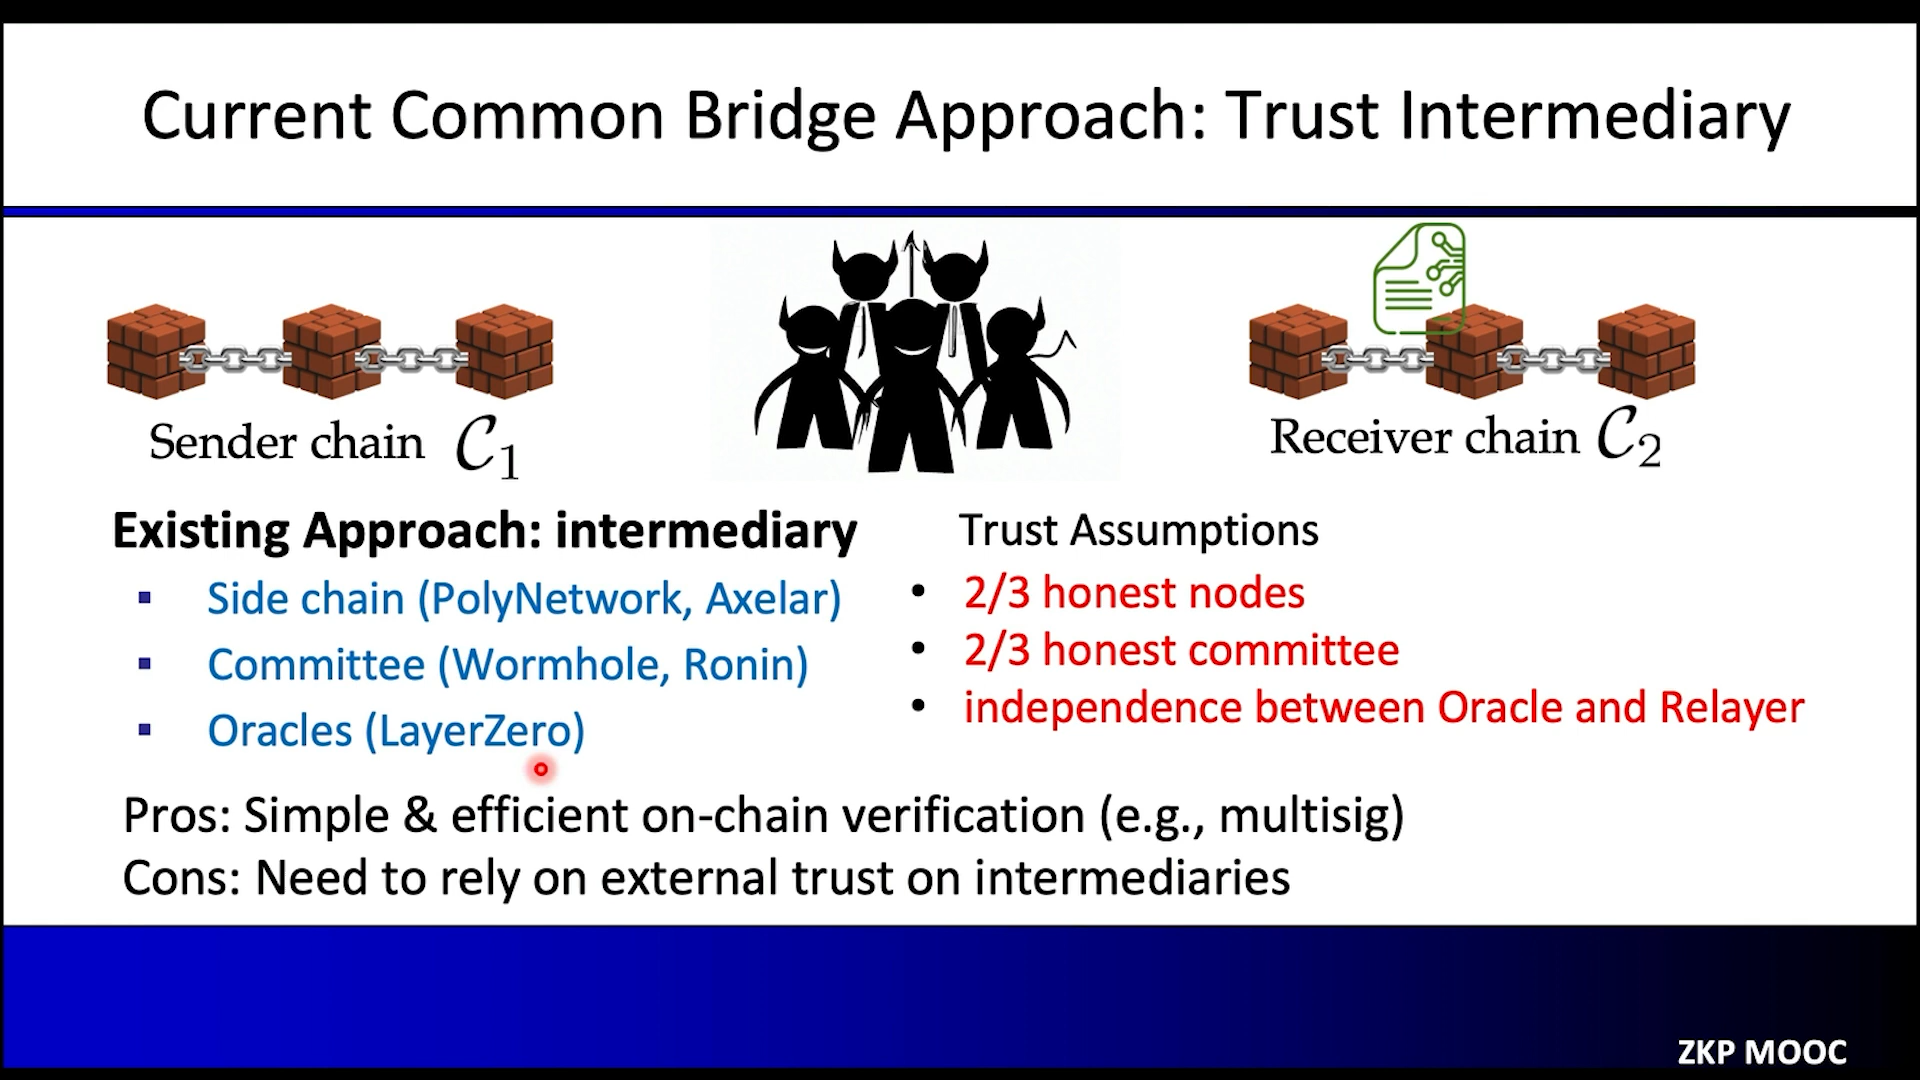 Current Common Bridge Approach: Trust Intermediary
Sender chain C1
Receiver chain C2
Existing Approach: intermediary
Side chain (PolyNetwork, Axelar)
Committee (Wormhole, Ronin)
Oracles (LayerZero)
Trust Assumptions
2/3 honest nodes
2/3 honest committee
independence between Oracle and Relayer
Pros: Simple & efficient on-chain verification (e.g., multisig)
Cons: Need to rely on external trust on intermediaries
ZKP MOOC